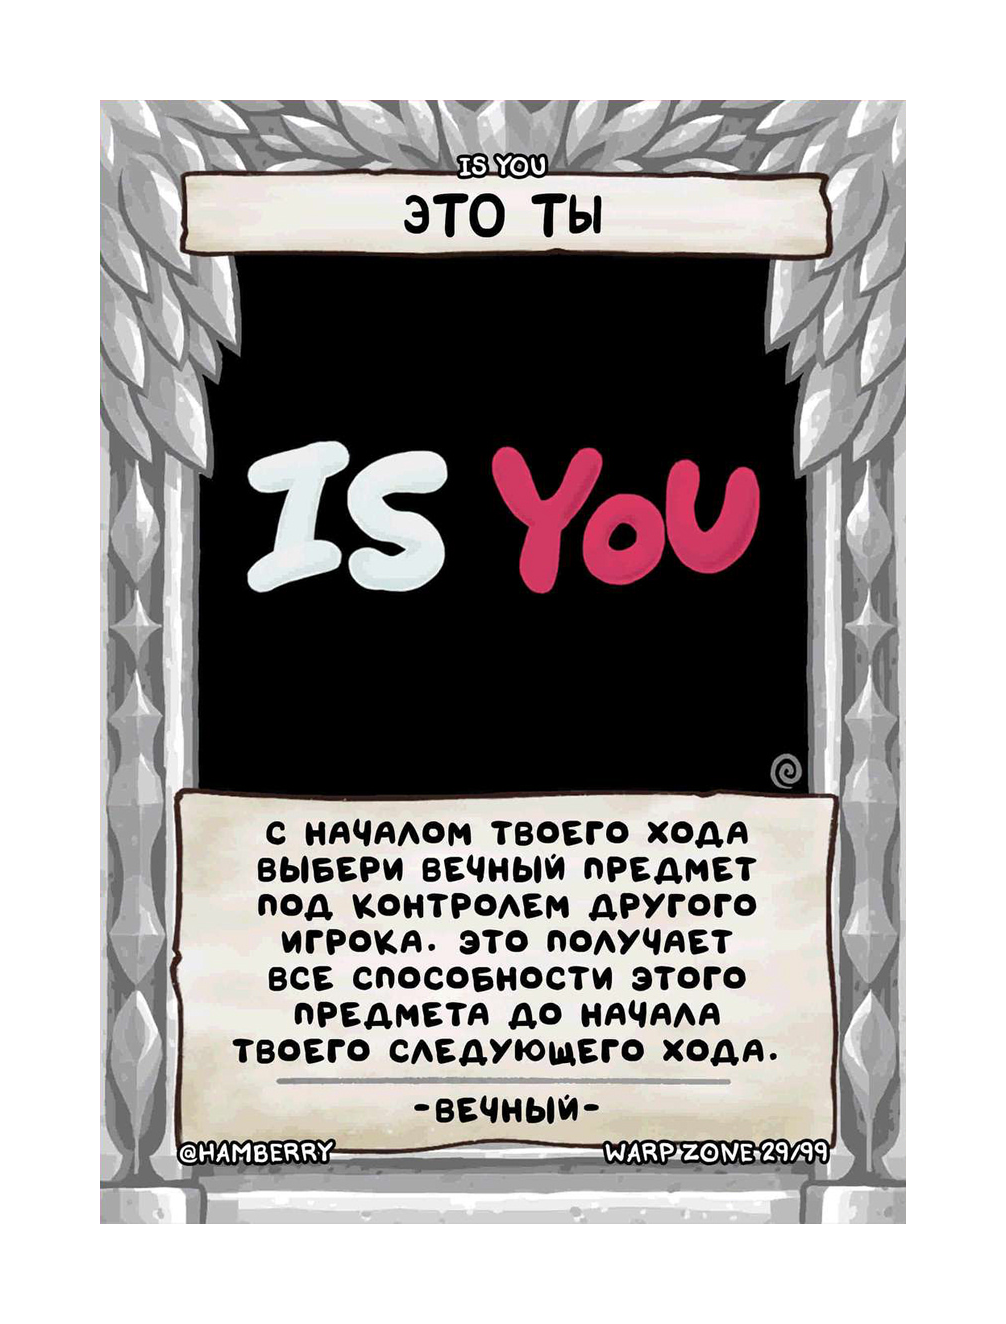 IS YOU
ЭТО ТЫ
IS YOU
С НАЧАЛОМ ТВОЕГО ХОДА
ВЫБЕРИ ВЕЧНЫЙ ПРЕДМЕТ
ПОД КОНТРОЛЕМ ДРУГОГО
ИГРОКА. ЭТО ПОЛУЧАЕТ
ВСЕ СПОСОБНОСТИ ЭТОГО
ПРЕДМЕТА ДО НАЧАЛА
ТВОЕГО СЛЕДУЮЩЕГО ХОДА.
-ВЕЧНЫЙ-
@HAMBERRY WARP ZONE 29/99